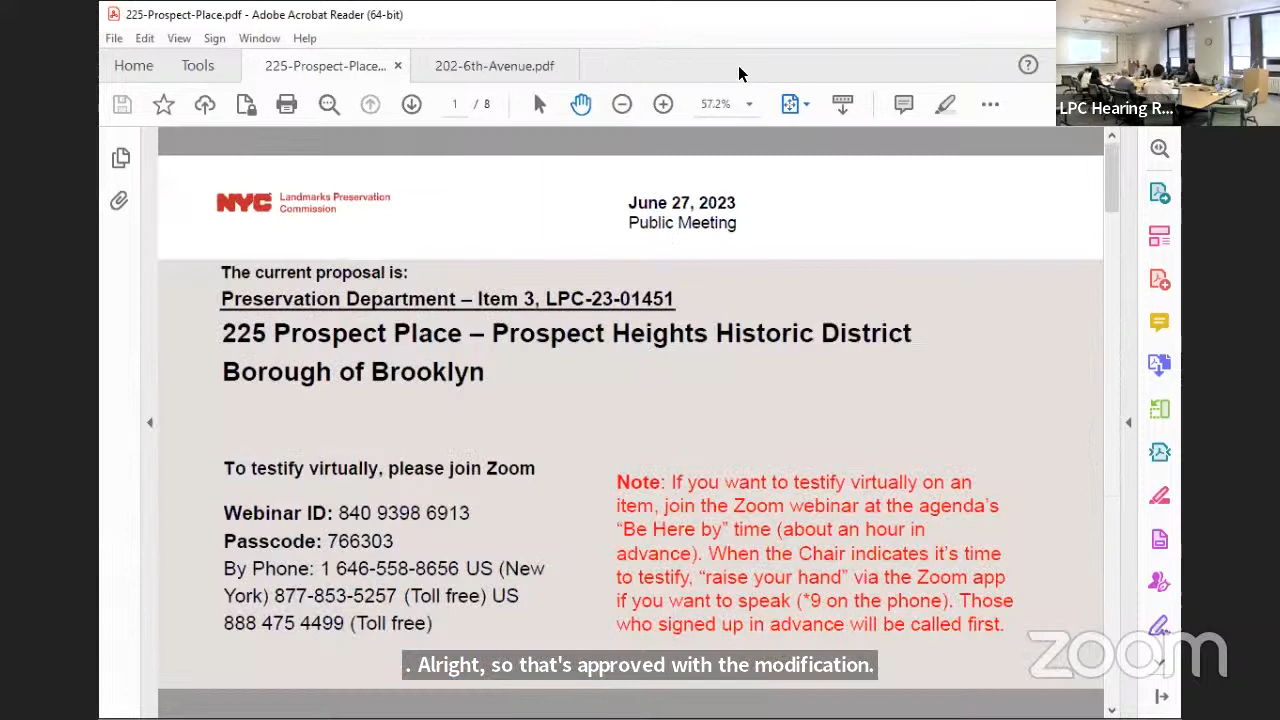 225-Prospect-Place.pdf - Adobe Acrobat Reader (64-bit)
File Edit View Sign Window Help
Home Tools 225-Prospect-Place... × 202-6th-Avenue.pdf
1 / 8 57.2%
LPC Hearing R...
NYC Landmarks Preservation
Commission
June 27, 2023
Public Meeting
The current proposal is:
Preservation Department – Item 3, LPC-23-01451
225 Prospect Place – Prospect Heights Historic District
Borough of Brooklyn
To testify virtually, please join Zoom
Webinar ID: 840 9398 6913
Passcode: 766303
By Phone: 1 646-558-8656 US (New
York) 877-853-5257 (Toll free) US
888 475 4499 (Toll free)
Note: If you want to testify virtually on an
item, join the Zoom webinar at the agenda's
“Be Here by” time (about an hour in
advance). When the Chair indicates it's time
to testify, “raise your hand” via the Zoom app
if you want to speak (*9 on the phone). Those
who signed up in advance will be called first.
. Alright, so that's approved with the modification.
zoom